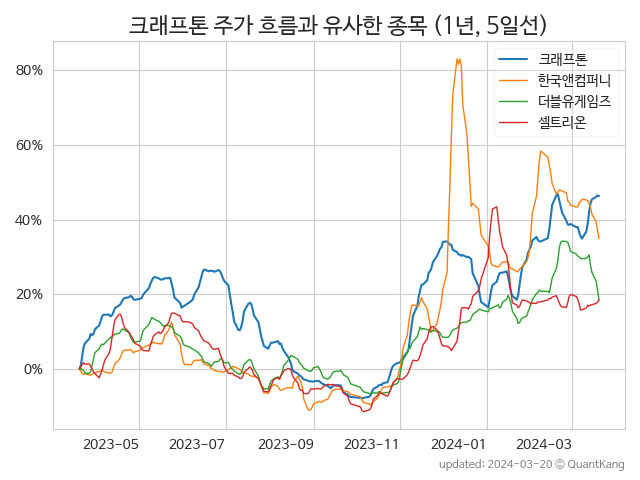 크래프톤 주가 흐름과 유사한 종목 (1년, 5일선)
크래프톤
한국앤컴퍼니
더블유게임즈
셀트리온
80%
60%
40%
20%
0%
2023-05 2023-07 2023-09 2023-11 2024-01 2024-03
updated: 2024-03-20 © QuantKang